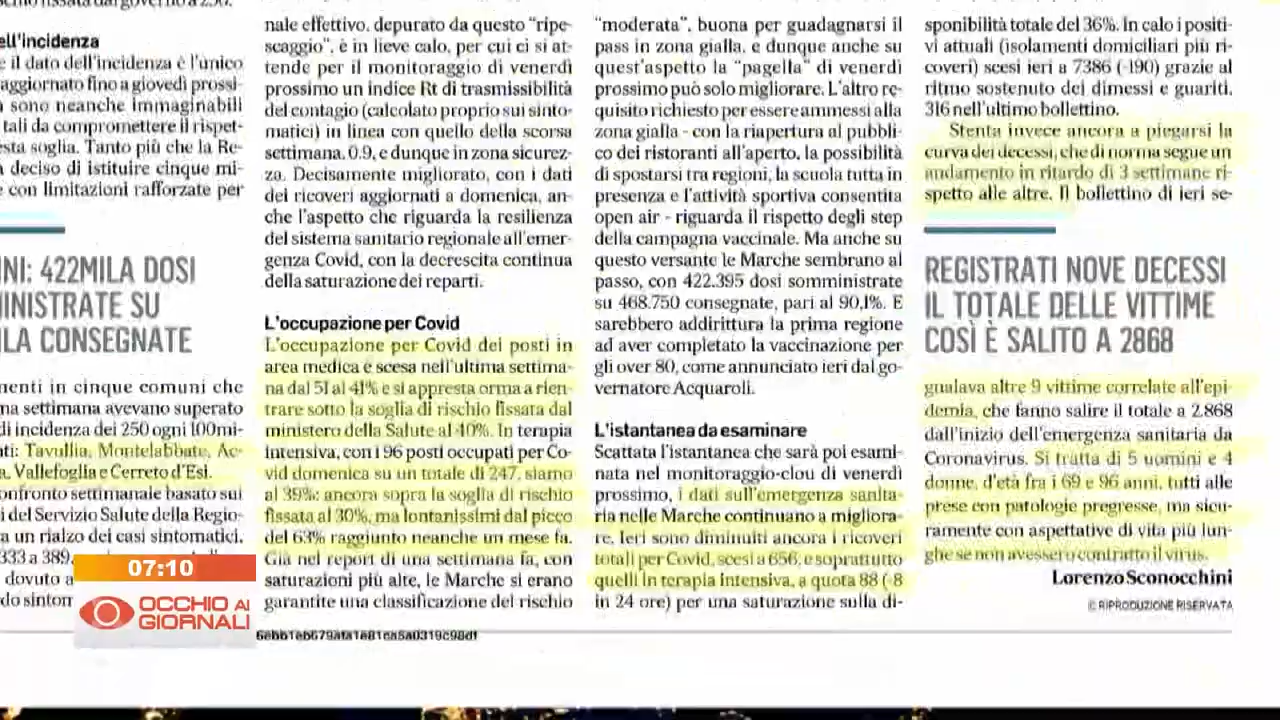 ell'incidenza
e il dato dell'incidenza è l'unico
aggiornato fino a giovedì prossi-
sono neanche immaginabili
tali da compromettere il rispet-
sta soglia. Tanto più che la Re-
deciso di istituire cinque mi-
e con limitazioni rafforzate per
INI: 422MILA DOSI
INISTRATE SU
ILA CONSEGNATE
nenti in cinque comuni che
na settimana avevano superato
di incidenza dei 250 ogni 100mi-
ti: Tavullia, Montelabbate, Ac-
a, Vallefoglia e Cerreto d'Esi.
onfronto settimanale basato sui
i del Servizio Salute della Regio-
a un rialzo dei casi sintomatici,
333 a 389,
dovuto a
do sintom
nale effettivo, depurato da questo "ripe-
scaggio", è in lieve calo, per cui ci si at-
tende per il monitoraggio di venerdì
prossimo un indice Rt di trasmissibilità
del contagio (calcolato proprio sui sinto-
matici) in linea con quello della scorsa
settimana, 0.9, e dunque in zona sicurez-
za. Decisamente migliorato, con i dati
dei ricoveri aggiornati a domenica, an-
che l'aspetto che riguarda la resilienza
del sistema sanitario regionale all'emer-
genza Covid, con la decrescita continua
della saturazione dei reparti.
L'occupazione per Covid
L'occupazione per Covid dei posti in
area medica è scesa nell'ultima settima-
na dal 51 al 41% e si appresta orma a rien-
trare sotto la soglia di rischio fissata dal
ministero della Salute al 40%. In terapia
intensiva, con i 96 posti occupati per Co-
vid domenica su un totale di 247, siamo
al 39%: ancora sopra la soglia di rischio
fissata al 30%, ma lontanissimi dal picco
del 63% raggiunto neanche un mese fa.
Già nel report di una settimana fa, con
saturazioni più alte, le Marche si erano
garantite una classificazione del rischio
"moderata", buona per guadagnarsi il
pass in zona gialla, e dunque anche su
quest'aspetto la "pagella" di venerdì
prossimo può solo migliorare. L'altro re-
quisito richiesto per essere ammessi alla
zona gialla - con la riapertura al pubbli-
co dei ristoranti all'aperto, la possibilità
di spostarsi tra regioni, la scuola tutta in
presenza e l'attività sportiva consentita
open air - riguarda il rispetto degli step
della campagna vaccinale. Ma anche su
questo versante le Marche sembrano al
passo, con 422.395 dosi somministrate
su 468.750 consegnate, pari al 90,1%. E
sarebbero addirittura la prima regione
ad aver completato la vaccinazione per
gli over 80, come annunciato ieri dal go-
vernatore Acquaroli.
L'istantanea da esaminare
Scattata l'istantanea che sarà poi esami-
nata nel monitoraggio-clou di venerdì
prossimo, i dati sull'emergenza sanita-
ria nelle Marche continuano a migliora-
re. Ieri sono diminuiti ancora i ricoveri
totali per Covid, scesi a 656, e soprattutto
quelli in terapia intensiva, a quota 88 (-8
in 24 ore) per una saturazione sulla di-
sponibilità totale del 36%. In calo i positi-
vi attuali (isolamenti domiciliari più ri-
coveri) scesi ieri a 7386 (-190) grazie al
ritmo sostenuto dei dimessi e guariti,
316 nell'ultimo bollettino.
Stenta invece ancora a piegarsi la
curva dei decessi, che di norma segue un
andamento in ritardo di 3 settimane ri-
spetto alle altre. Il bollettino di ieri se-
REGISTRATI NOVE DECESSI
IL TOTALE DELLE VITTIME
COSÌ È SALITO A 2868
gnalava altre 9 vittime correlate all'epi-
demia, che fanno salire il totale a 2.868
dall'inizio dell'emergenza sanitaria da
Coronavirus. Si tratta di 5 uomini e 4
donne, d'età fra i 69 e 96 anni, tutti alle
prese con patologie pregresse, ma sicu-
ramente con aspettative di vita più lun-
ghe se non avessero contratto il virus.
Lorenzo Sconocchini
© RIPRODUZIONE RISERVATA
07:10
OCCHIO AI
GIORNALI